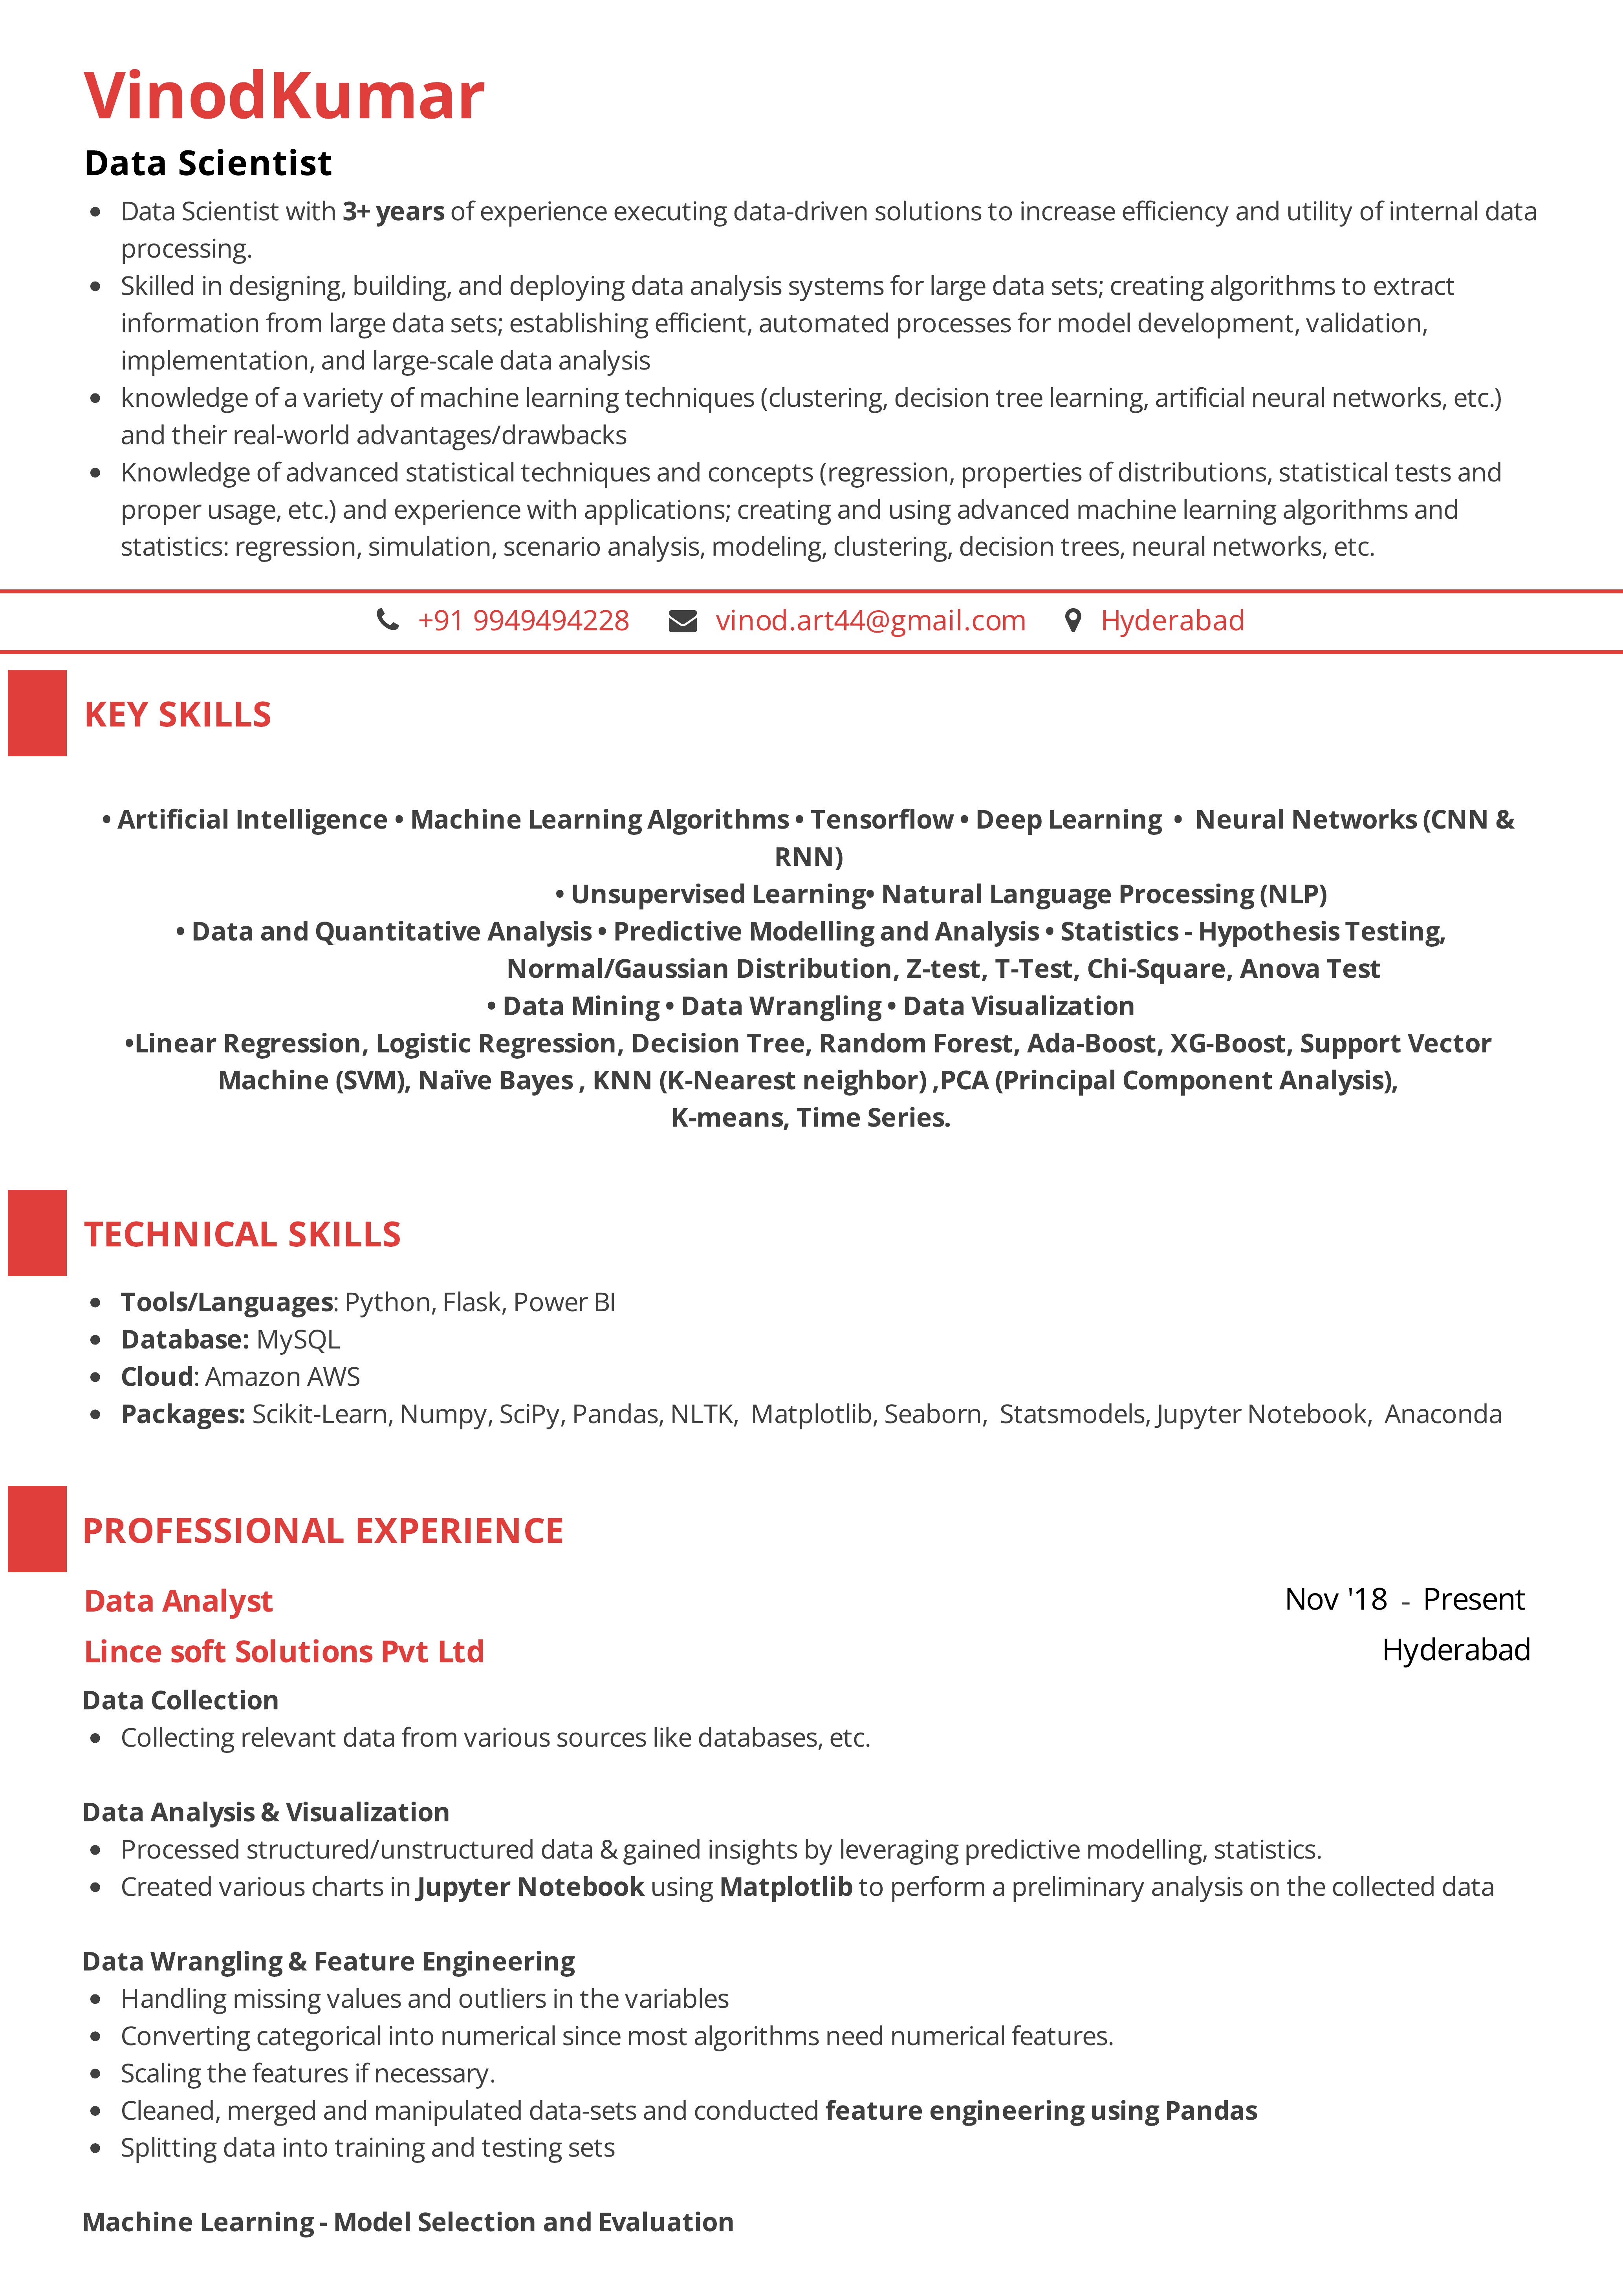 VinodKumar
Data Scientist
• Data Scientist with 3+ years of experience executing data-driven solutions to increase efficiency and utility of internal data
processing.
• Skilled in designing, building, and deploying data analysis systems for large data sets; creating algorithms to extract
information from large data sets; establishing efficient, automated processes for model development, validation,
implementation, and large-scale data analysis
• knowledge of a variety of machine learning techniques (clustering, decision tree learning, artificial neural networks, etc.)
and their real-world advantages/drawbacks
• Knowledge of advanced statistical techniques and concepts (regression, properties of distributions, statistical tests and
proper usage, etc.) and experience with applications; creating and using advanced machine learning algorithms and
statistics: regression, simulation, scenario analysis, modeling, clustering, decision trees, neural networks, etc.
+91 9949494228 vinod.art44@gmail.com Hyderabad
KEY SKILLS
• Artificial Intelligence • Machine Learning Algorithms • Tensorflow • Deep Learning • Neural Networks (CNN &
RNN)
• Unsupervised Learning• Natural Language Processing (NLP)
• Data and Quantitative Analysis • Predictive Modelling and Analysis • Statistics - Hypothesis Testing,
Normal/Gaussian Distribution, Z-test, T-Test, Chi-Square, Anova Test
• Data Mining • Data Wrangling • Data Visualization
•Linear Regression, Logistic Regression, Decision Tree, Random Forest, Ada-Boost, XG-Boost, Support Vector
Machine (SVM), Naïve Bayes , KNN (K-Nearest neighbor) ,PCA (Principal Component Analysis),
K-means, Time Series.
TECHNICAL SKILLS
• Tools/Languages: Python, Flask, Power BI
• Database: MySQL
• Cloud: Amazon AWS
• Packages: Scikit-Learn, Numpy, SciPy, Pandas, NLTK, Matplotlib, Seaborn, Statsmodels, Jupyter Notebook, Anaconda
PROFESSIONAL EXPERIENCE
Data Analyst Nov '18 - Present
Lince soft Solutions Pvt Ltd Hyderabad
Data Collection
• Collecting relevant data from various sources like databases, etc.
Data Analysis & Visualization
• Processed structured/unstructured data & gained insights by leveraging predictive modelling, statistics.
• Created various charts in Jupyter Notebook using Matplotlib to perform a preliminary analysis on the collected data
Data Wrangling & Feature Engineering
• Handling missing values and outliers in the variables
• Converting categorical into numerical since most algorithms need numerical features.
• Scaling the features if necessary.
• Cleaned, merged and manipulated data-sets and conducted feature engineering using Pandas
• Splitting data into training and testing sets
Machine Learning - Model Selection and Evaluation